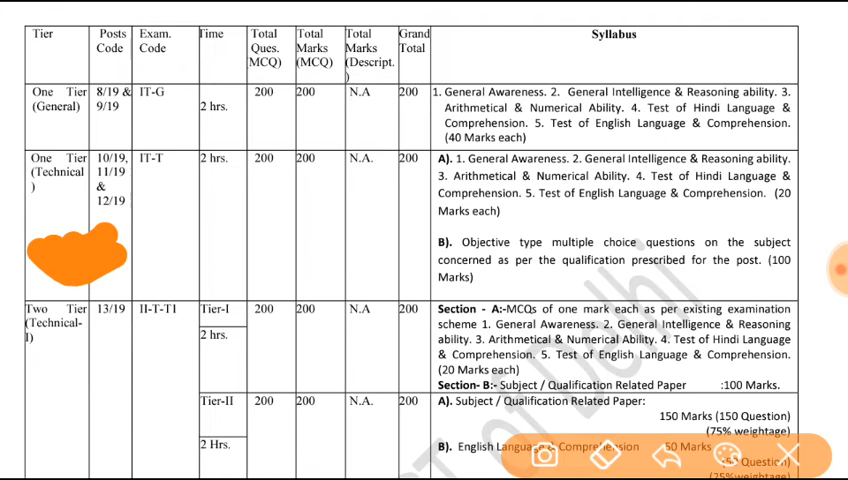 Tier Posts Exam. Time Total Total Total Grand Syllabus
Code Code Ques. Marks Marks Total
MCQ) (MCQ) (Descript.
)
One Tier 8/19 & IT-G 200 200 N.A 200 1. General Awareness. 2. General Intelligence & Reasoning ability. 3.
(General) 9/19 2 hrs. Arithmetical & Numerical Ability. 4. Test of Hindi Language &
Comprehension. 5. Test of English Language & Comprehension.
(40 Marks each)
One Tier 10/19, IT-T 2 hrs. 200 200 N.A. 200 A). 1. General Awareness. 2. General Intelligence & Reasoning ability.
(Technical 11/19 3. Arithmetical & Numerical Ability. 4. Test of Hindi Language &
) & Comprehension. 5. Test of English Language & Comprehension. (20
12/19 Marks each)
B). Objective type multiple choice questions on the subject
concerned as per the qualification prescribed for the post. (100
Marks)
Two Tier 13/19 II-T-T1 Tier-I 200 200 N.A 200 Section - A:-MCQs of one mark each as per existing examination
(Technical- scheme 1. General Awareness. 2. General Intelligence & Reasoning
I) 2 hrs. ability. 3. Arithmetical & Numerical Ability. 4. Test of Hindi Language
& Comprehension. 5. Test of English Language & Comprehension.
(20 Marks each)
Section- B:- Subject / Qualification Related Paper :100 Marks.
Tier-II 200 200 N.A. 200 A). Subject / Qualification Related Paper:
150 Marks (150 Question)
(75% weightage)
2 Hrs. B). English Language & Comprehension 50 Marks
Question)
(25%weightage)
of Delhi